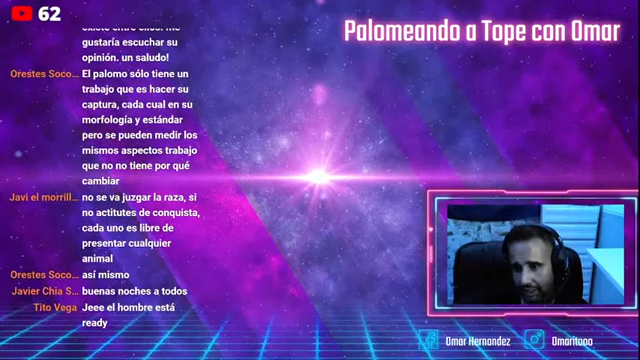 62
Palomeando a Tope con Omar
existe entre ellos. me
gustaría escuchar su
opinión. un saludo!
Orestes Soco... El palomo sólo tiene un
trabajo que es hacer su
captura, cada cual en su
morfología y estándar
pero se pueden medir los
mismos aspectos trabajo
que no no tiene por qué
cambiar
Javi el morrill... no se va juzgar la raza, si
no actitutes de conquista,
cada uno es libre de
presentar cualquier
animal
Orestes Soco... así mismo
Javier Chia S... buenas noches a todos
Tito Vega Jeee el hombre está
ready
Omar Hernandez
Omaritooo